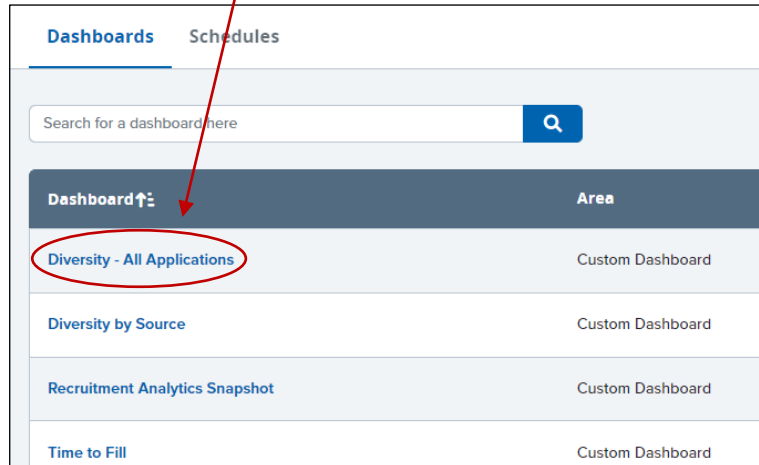 Dashboards Schedules
Search for a dashboard here
Dashboard Area
Diversity - All Applications Custom Dashboard
Diversity by Source Custom Dashboard
Recruitment Analytics Snapshot Custom Dashboard
Time to Fill Custom Dashboard